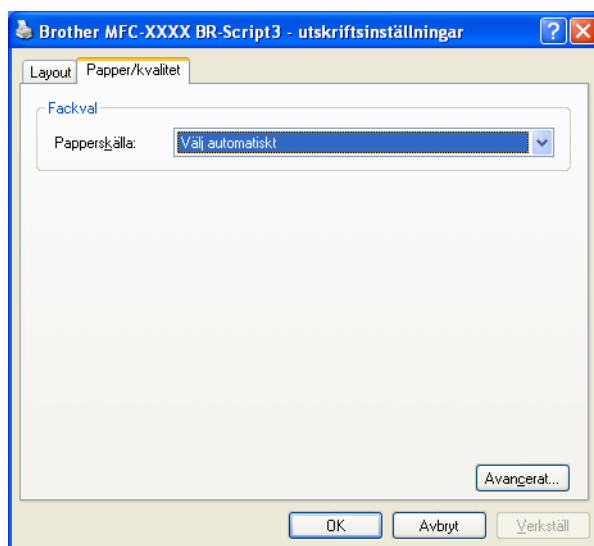 Brother MFC-XXXX BR-Script3 - utskriftsinställningar
Layout Papper/kvalitet
Fackval
Papperskälla: Välj automatiskt
Avancerat...
OK Avbryt Verkställ